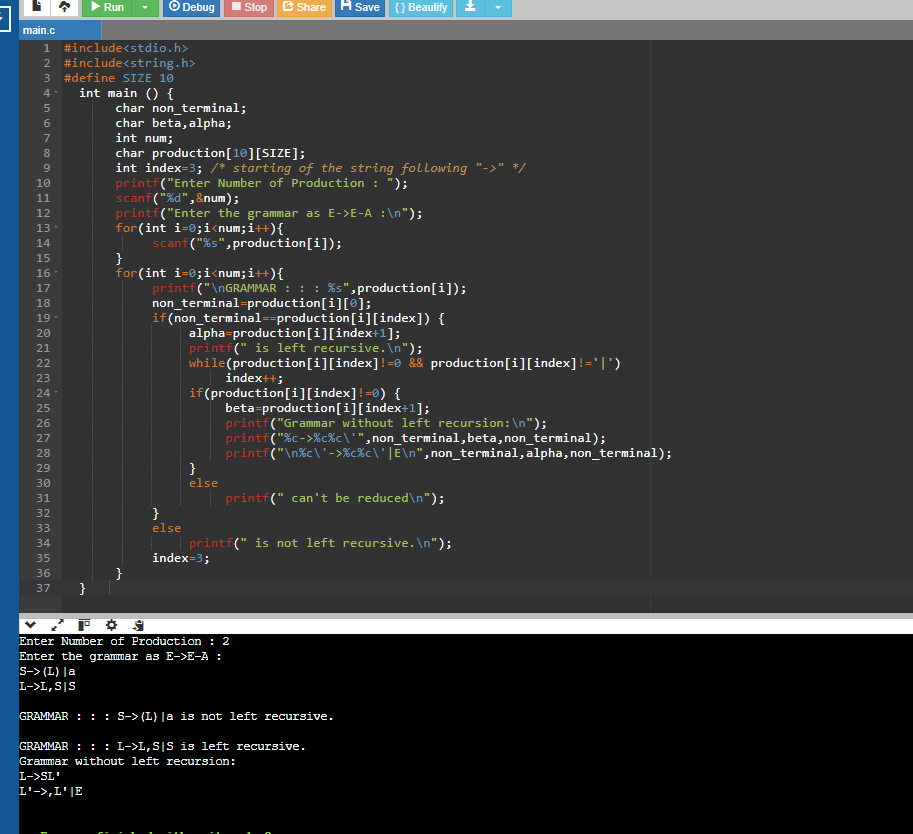 Run Debug Stop Share Save {} Beautify
main.c
1 #include<stdio.h>
2 #include<string.h>
3 #define SIZE 10
4 int main () {
5 char non_terminal;
6 char beta,alpha;
7 int num;
8 char production[10][SIZE];
9 int index=3; /* starting of the string following "->" */
10 printf("Enter Number of Production : ");
11 scanf("%d",&num);
12 printf("Enter the grammar as E->E-A :\n");
13 for(int i=0;i<num;i++){
14 scanf("%s",production[i]);
15 }
16 for(int i=0;i<num;i++){
17 printf("\nGRAMMAR : : : %s",production[i]);
18 non_terminal=production[i][0];
19 if(non_terminal==production[i][index]) {
20 alpha=production[i][index+1];
21 printf(" is left recursive.\n");
22 while(production[i][index]!=0 && production[i][index]!='|')
23 index++;
24 if(production[i][index]!=0) {
25 beta=production[i][index+1];
26 printf("Grammar without left recursion:\n");
27 printf("%c->%c%c\'",non_terminal,beta,non_terminal);
28 printf("\n%c\'->%c%c\'|E\n",non_terminal,alpha,non_terminal);
29 }
30 else
31 printf(" can't be reduced\n");
32 }
33 else
34 printf(" is not left recursive.\n");
35 index=3;
36 }
37 }
Enter Number of Production : 2
Enter the grammar as E->E-A :
S->(L)|a
L->L,S|S
GRAMMAR : : : S->(L)|a is not left recursive.
GRAMMAR : : : L->L,S|S is left recursive.
Grammar without left recursion:
L->SL'
L'->,L'|E